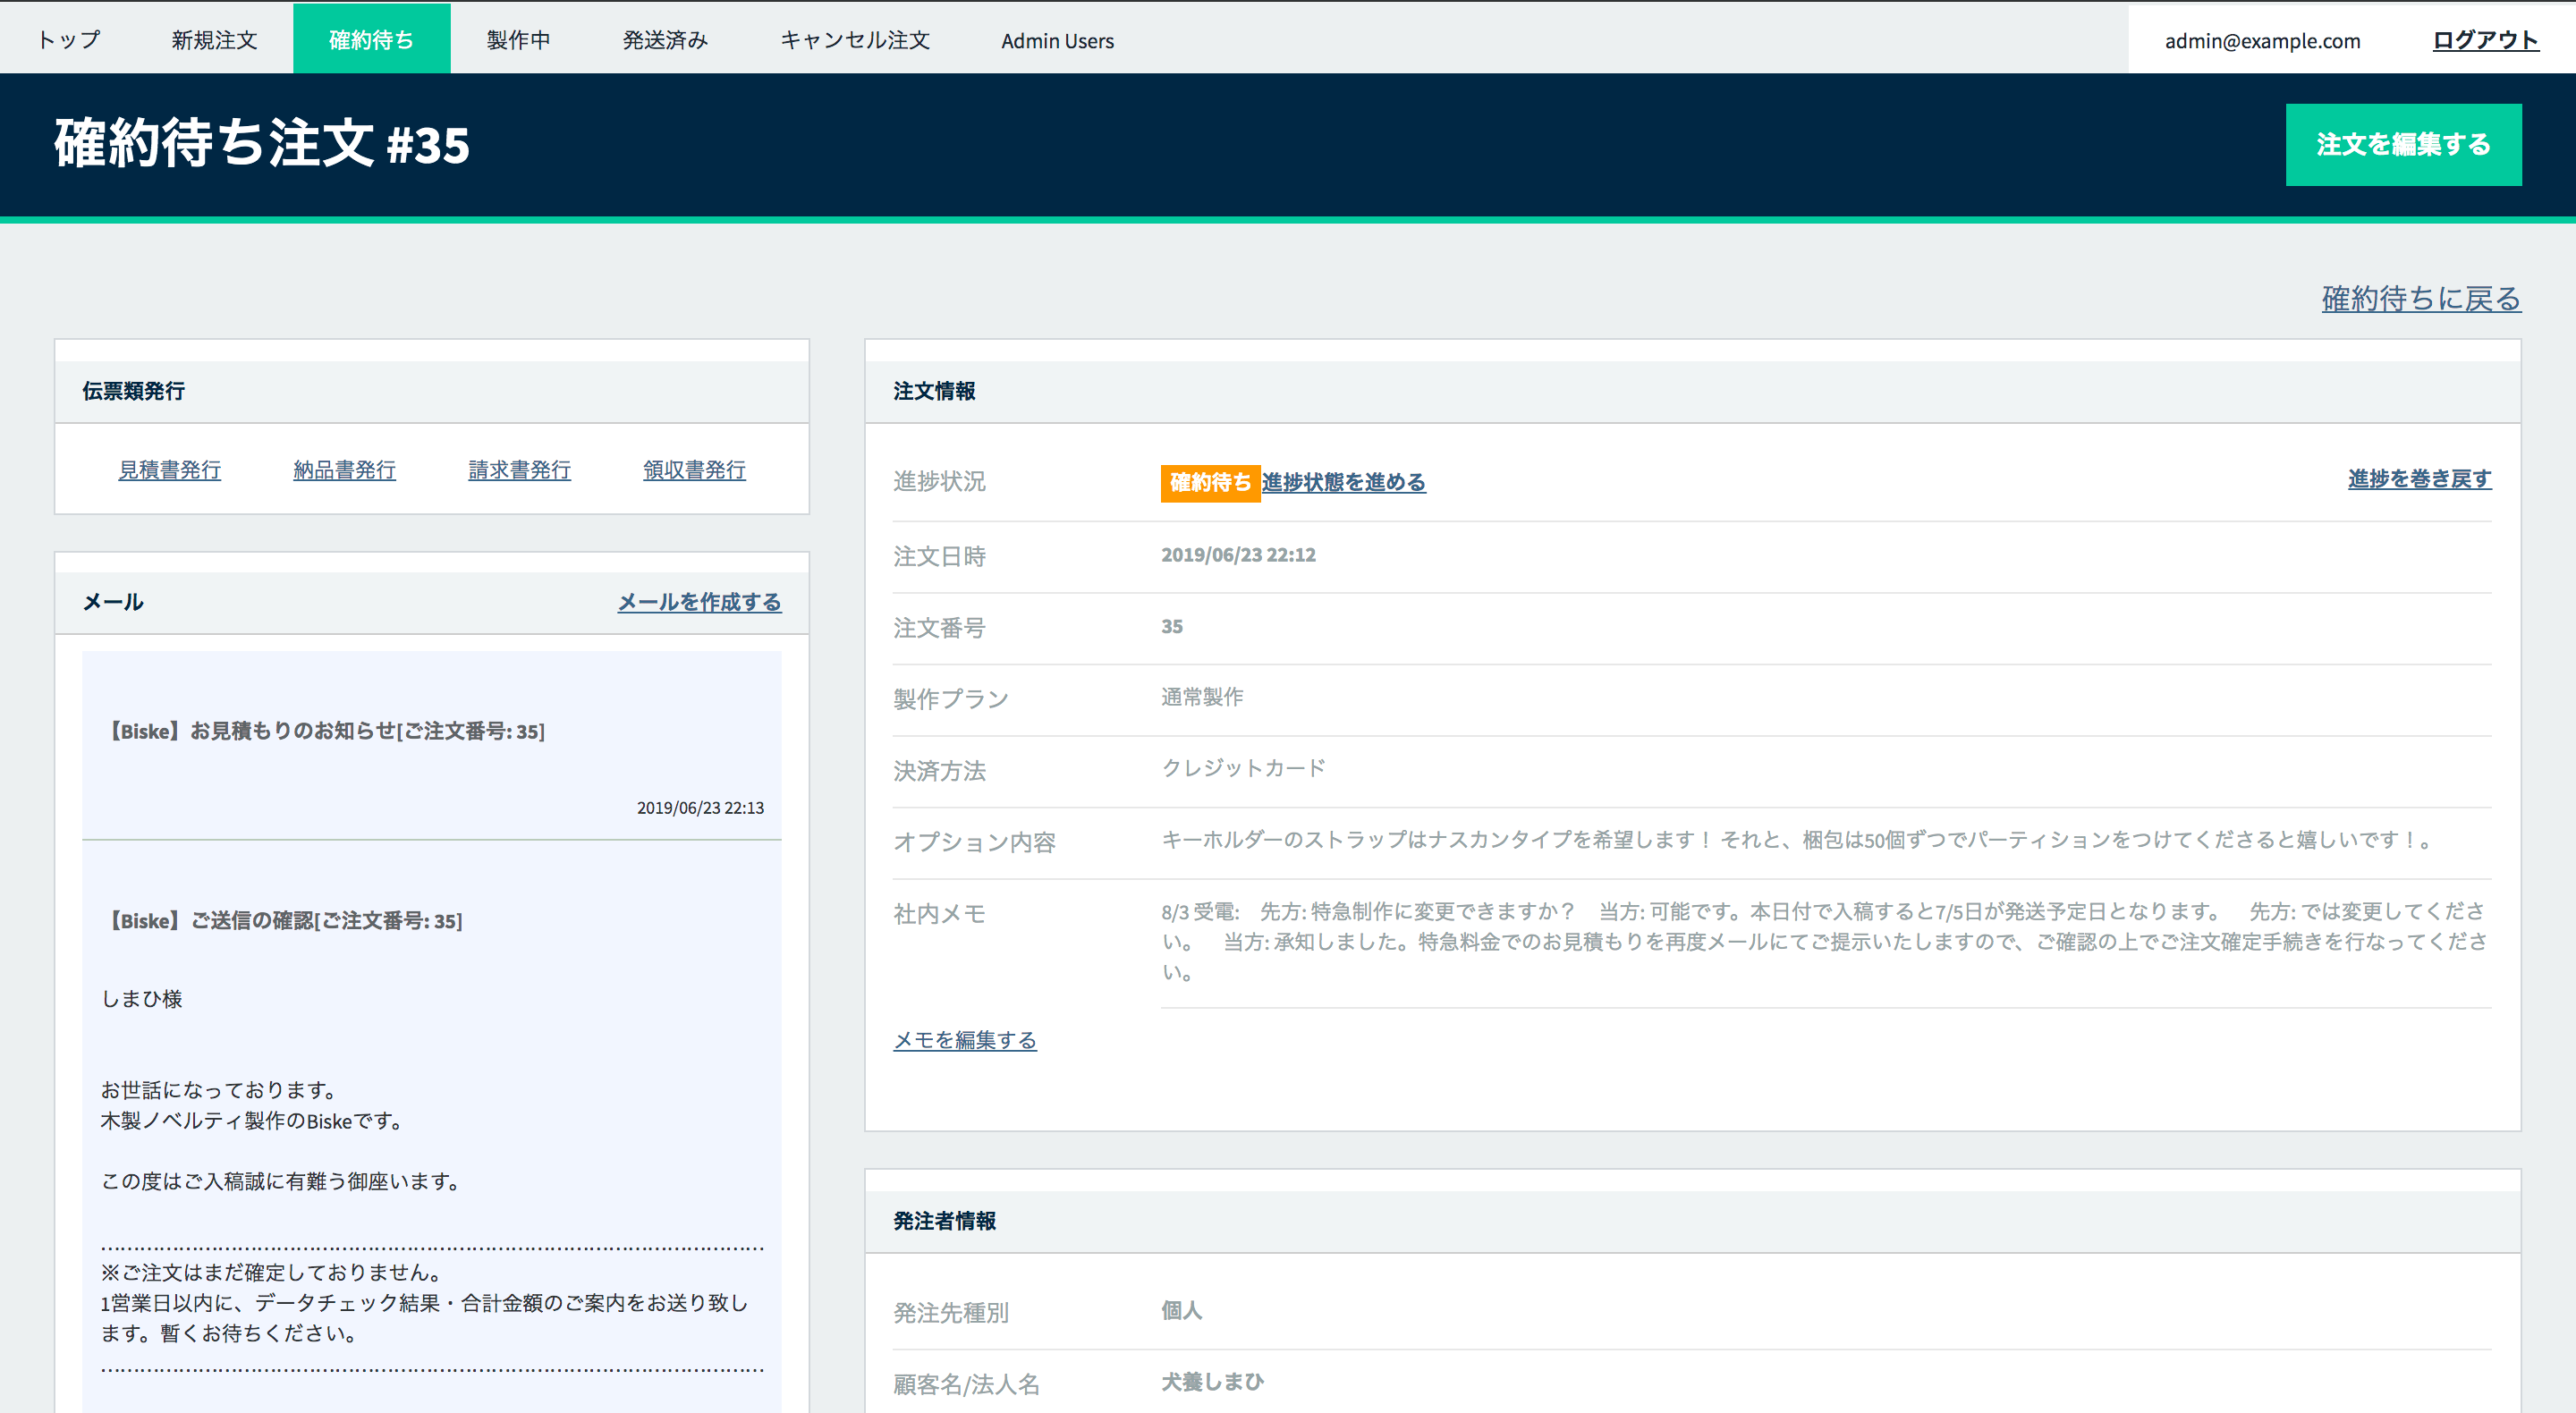 トップ 新規注文 確約待ち 製作中 発送済み キャンセル注文 Admin Users admin@example.com ログアウト
確約待ち注文 #35 注文を編集する
確約待ちに戻る
伝票類発行
見積書発行 納品書発行 請求書発行 領収書発行
メール メールを作成する
【Biske】お見積もりのお知らせ[ご注文番号: 35]
2019/06/23 22:13
【Biske】ご送信の確認[ご注文番号: 35]
しまひ様
お世話になっております。
木製ノベルティ製作のBiskeです。
この度はご入稿誠に有難う御座います。
※ご注文はまだ確定しておりません。
1営業日以内に、データチェック結果・合計金額のご案内をお送り致し
ます。暫くお待ちください。
注文情報
進捗状況 確約待ち 進捗状態を進める 進捗を巻き戻す
注文日時 2019/06/23 22:12
注文番号 35
製作プラン 通常製作
決済方法 クレジットカード
オプション内容 キーホルダーのストラップはナスカンタイプを希望します！ それと、梱包は50個ずつでパーティションをつけてくださると嬉しいです！。
社内メモ 8/3 受電:　先方: 特急制作に変更できますか？　当方: 可能です。本日付で入稿すると7/5日が発送予定日となります。　先方: では変更してくださ
い。　当方: 承知しました。特急料金でのお見積もりを再度メールにてご提示いたしますので、ご確認の上でご注文確定手続きを行なってくださ
い。
メモを編集する
発注者情報
発注先種別 個人
顧客名/法人名 犬養しまひ